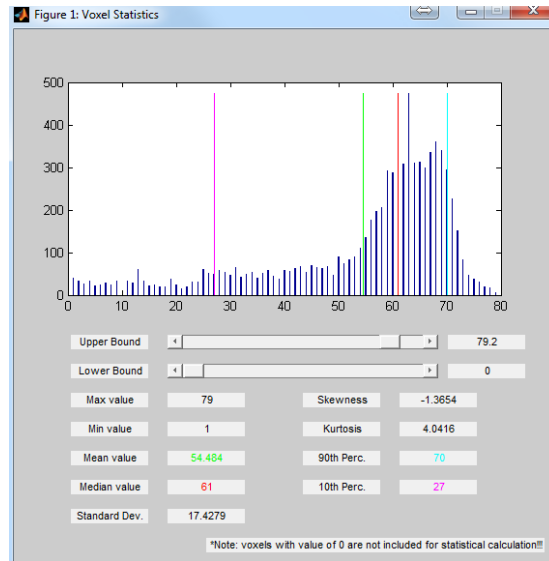 Figure 1: Voxel Statistics
500
400
300
200
100
0
0 10 20 30 40 50 60 70 80
Upper Bound 79.2
Lower Bound 0
Max value 79 Skewness -1.3654
Min value 1 Kurtosis 4.0416
Mean value 54.484 90th Perc. 70
Median value 61 10th Perc. 27
Standard Dev. 17.4279
*Note: voxels with value of 0 are not included for statistical calculation!!!